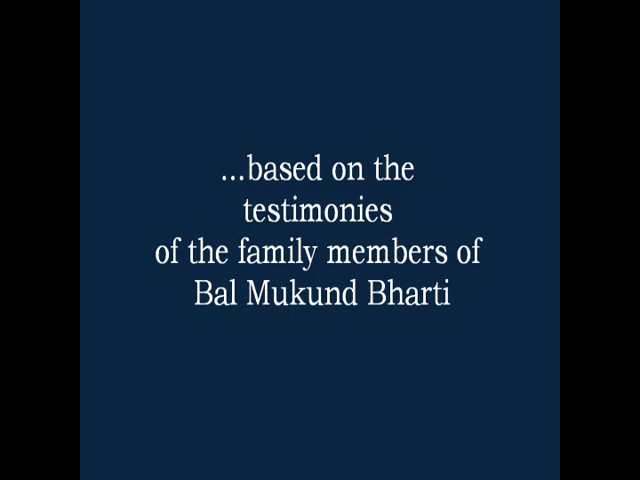 ...based on the
testimonies
of the family members of
Bal Mukund Bharti